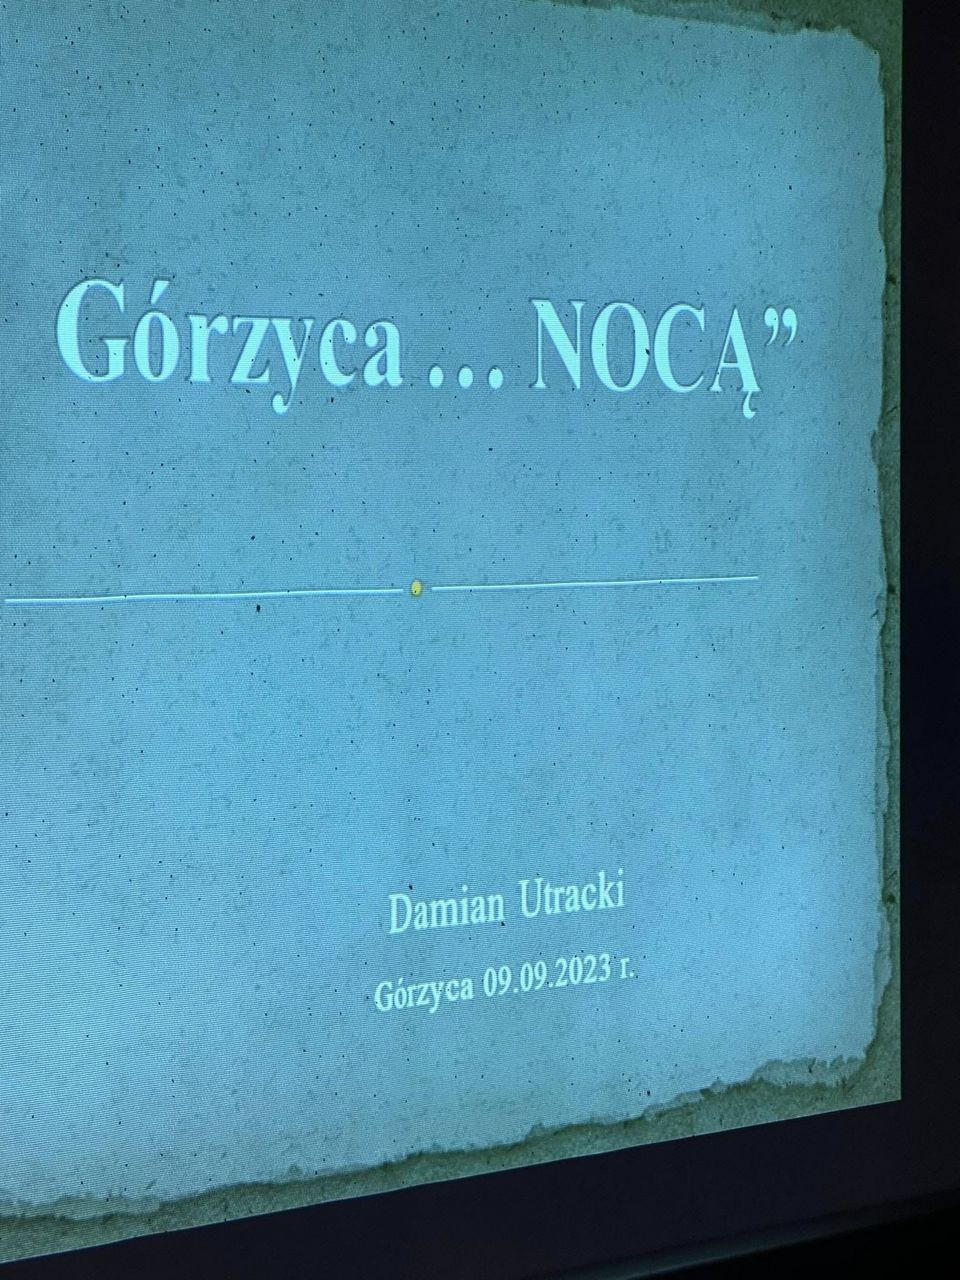 Górzyca ... NOCĄ”
Damian Utracki
Górzyca 09.09.2023 r.